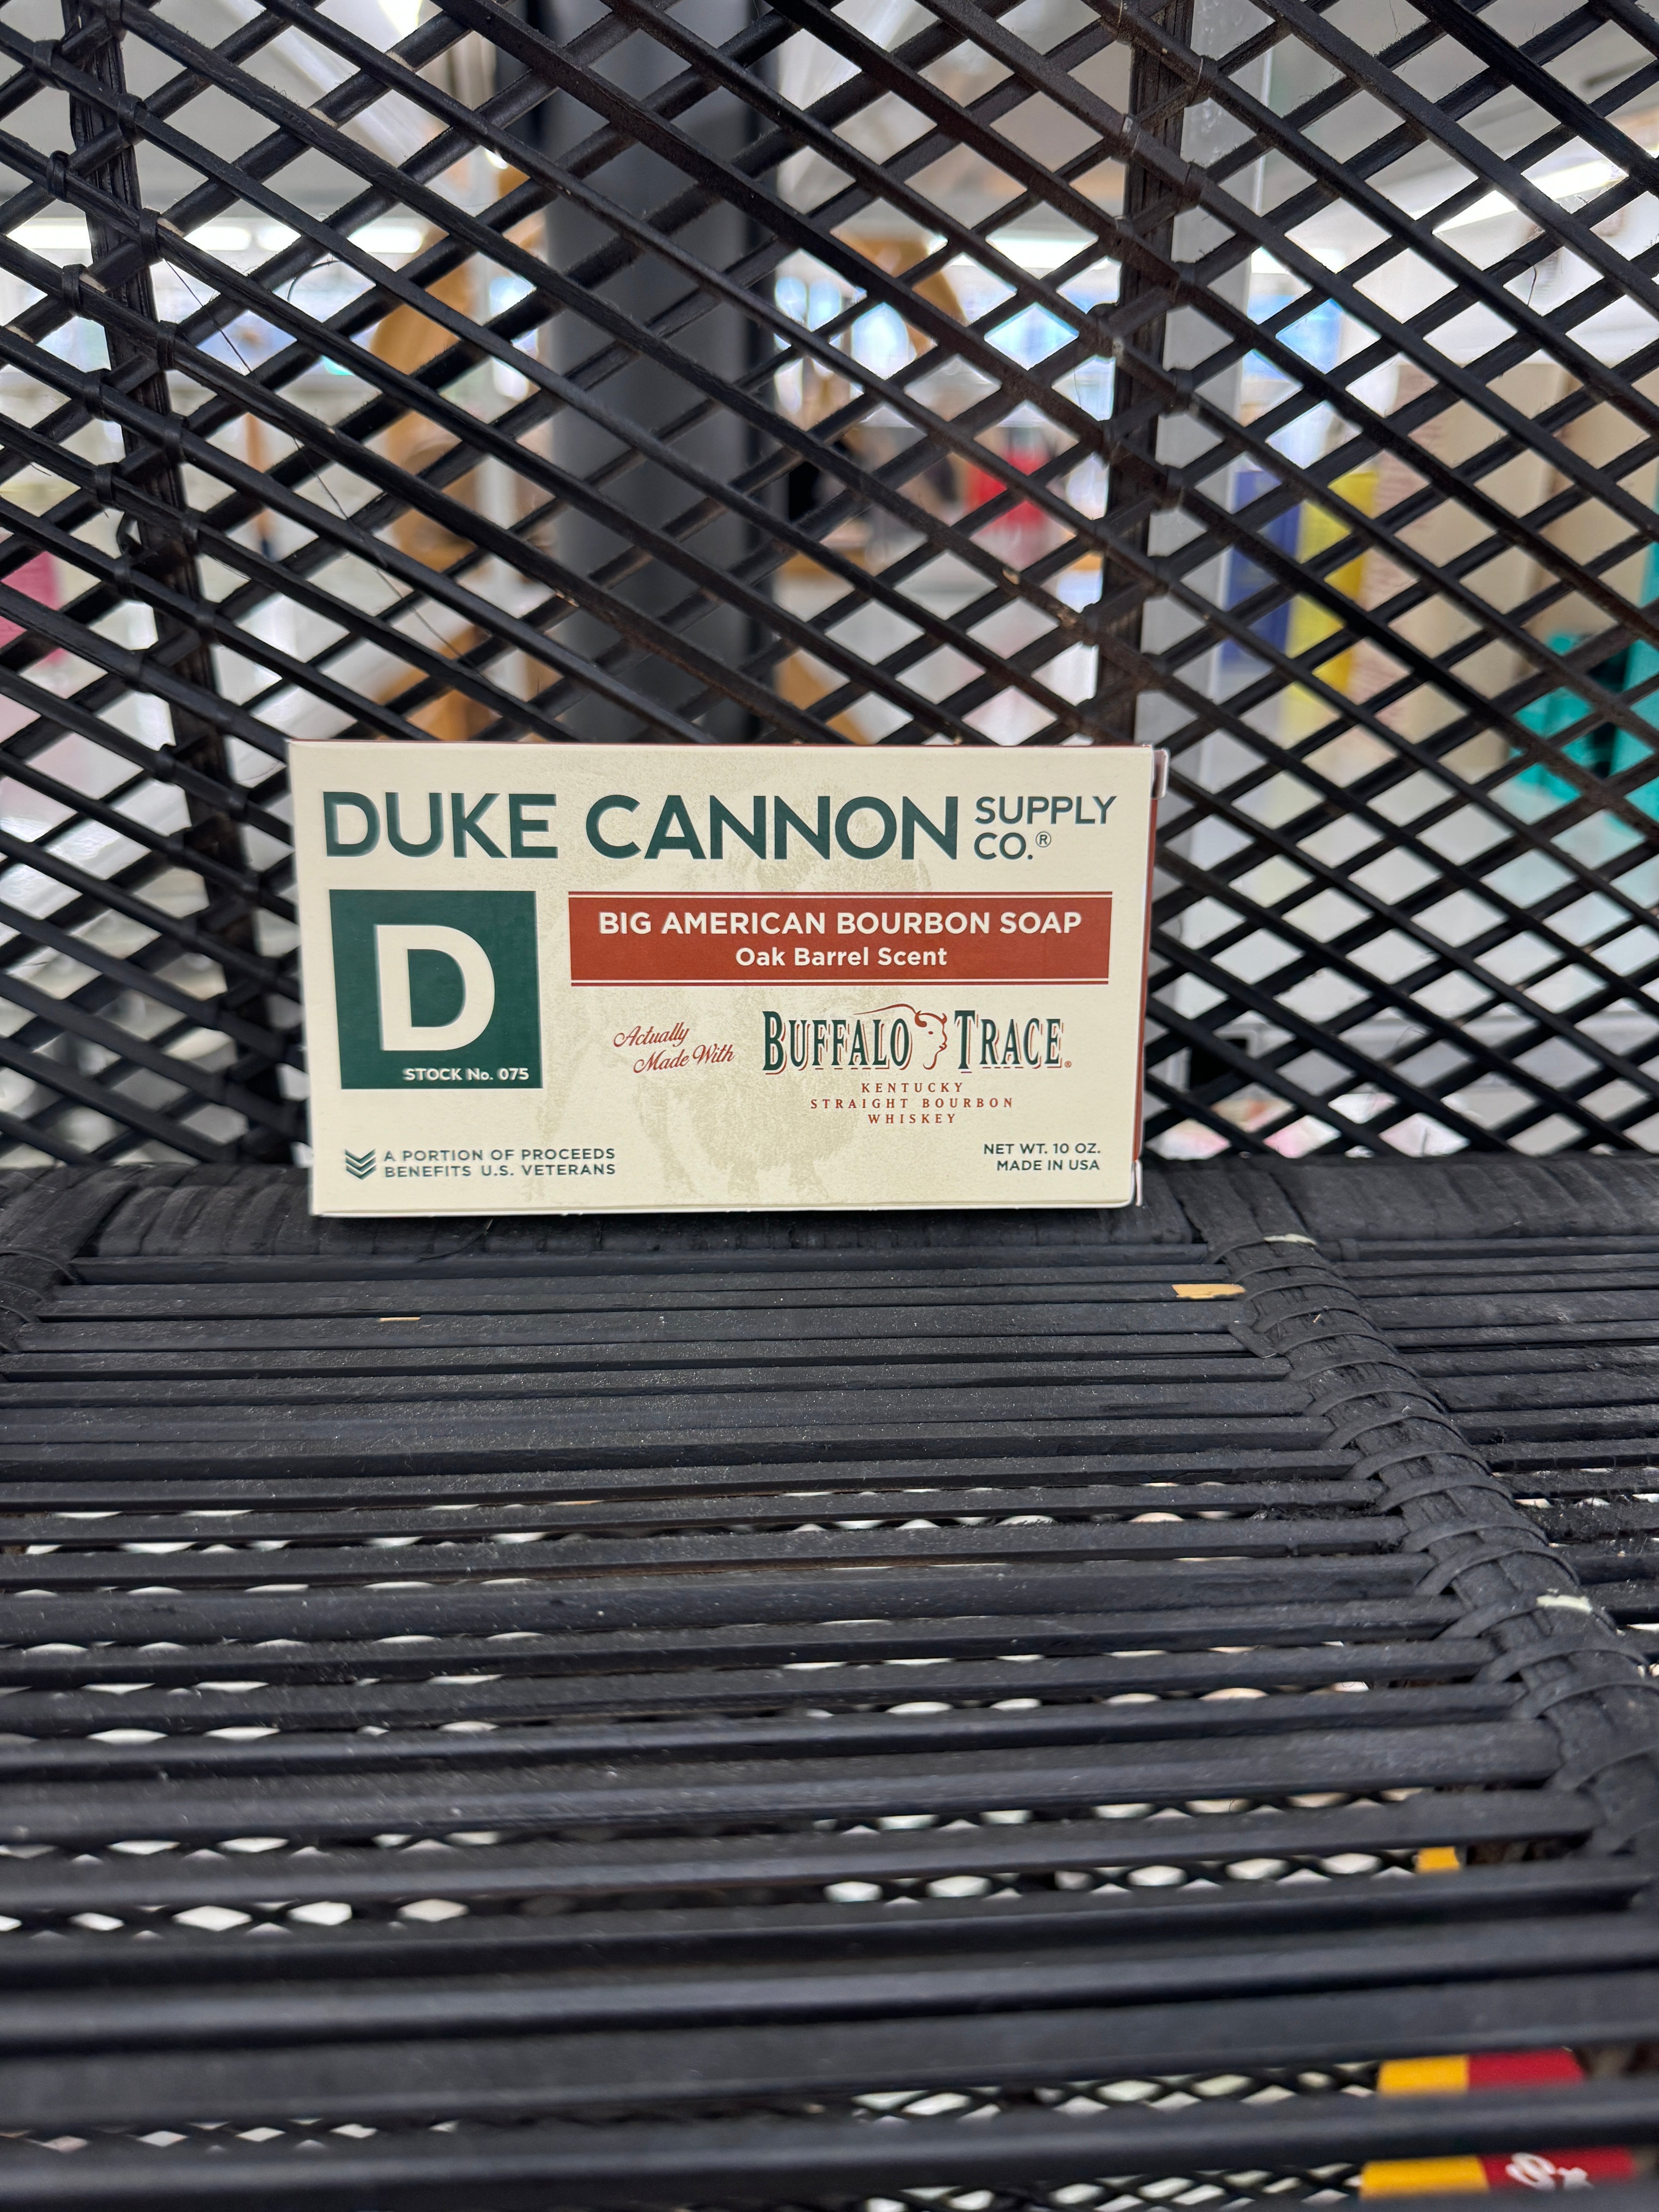 DUKE CANNON SUPPLY CO.®
BIG AMERICAN BOURBON SOAP
Oak Barrel Scent
D
STOCK No. 075
Actually
Made With
BUFFALO TRACE®
KENTUCKY
STRAIGHT BOURBON
WHISKEY
A PORTION OF PROCEEDS
BENEFITS U.S. VETERANS
NET WT. 10 OZ.
MADE IN USA